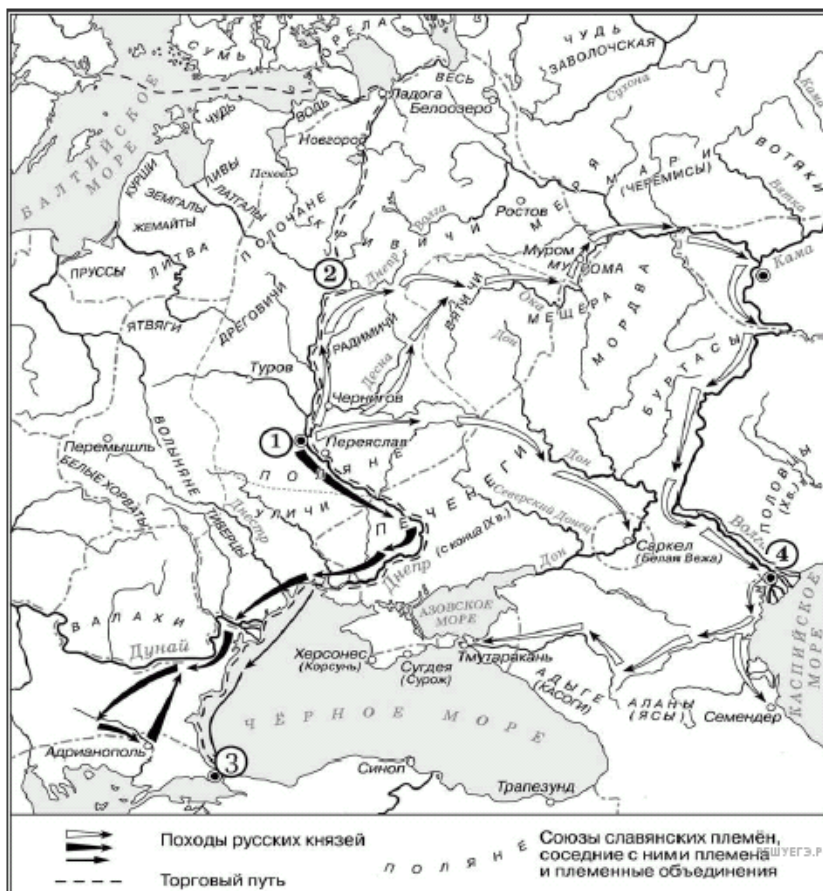 СУМЬ
КОРЕЛА
ЧУДЬ
ЗАВОЛОЧСКАЯ
БАЛТИЙСКОЕ
МОРЕ
ЧУДЬ
ВОДЬ
Ладога
ВЕСЬ
Белоозеро
Сухона
Кама
Новгород
ВОТЯКИ
Вятка
КУРШИ
ЗЕМГАЛЫ
ЖЕМАЙТЫ
ЛИВЫ
ЛАТГАЛЫ
Псков
ПОЛОЧАНЕ
КРИВИЧИ
Волга
Ростов
МЕРЯ
МАРИ
(ЧЕРЕМИСЫ)
ПРУССЫ
ЛИТВА
2
Днепр
Муром
МУРОМА
Кама
ЯТВЯГИ
ДРЕГОВИЧИ
РАДИМИЧИ
ВЯТИЧИ
Ока
МЕЩЕРА
МОРДВА
Дон
Десна
БУРТАСЫ
Туров
Чернигов
1
Переяслав
Перемышль
ВОЛЫНЯНЕ
БЕЛЫЕ ХОРВАТЫ
ПОЛЯНЕ
Дон
ПОЛОВЦЫ
(X в.)
Днестр
УЛИЧИ
ТИВЕРЦЫ
ПЕЧЕНЕГИ
(с конца IX в.)
Северский Донец
Волга
Саркел
(Белая Вежа)
4
Днепр
Дон
ВАЛАХИ
Дунай
АЗОВСКОЕ
МОРЕ
Херсонес
(Корсунь)
Сугдея
(Сурож)
Тмутаракань
АДЫГЕ
(КАСОГИ)
АЛАНЫ
(ЯСЫ)
Семендер
КАСПИЙСКОЕ
МОРЕ
ЧЁРНОЕ МОРЕ
Адрианополь
3
Синоп
Трапезунд
Походы русских князей
Торговый путь
ПОЛЯНЕ
Союзы славянских племён,
соседние с ними племена
и племенные объединения
РЕШУЕГЭ.Р